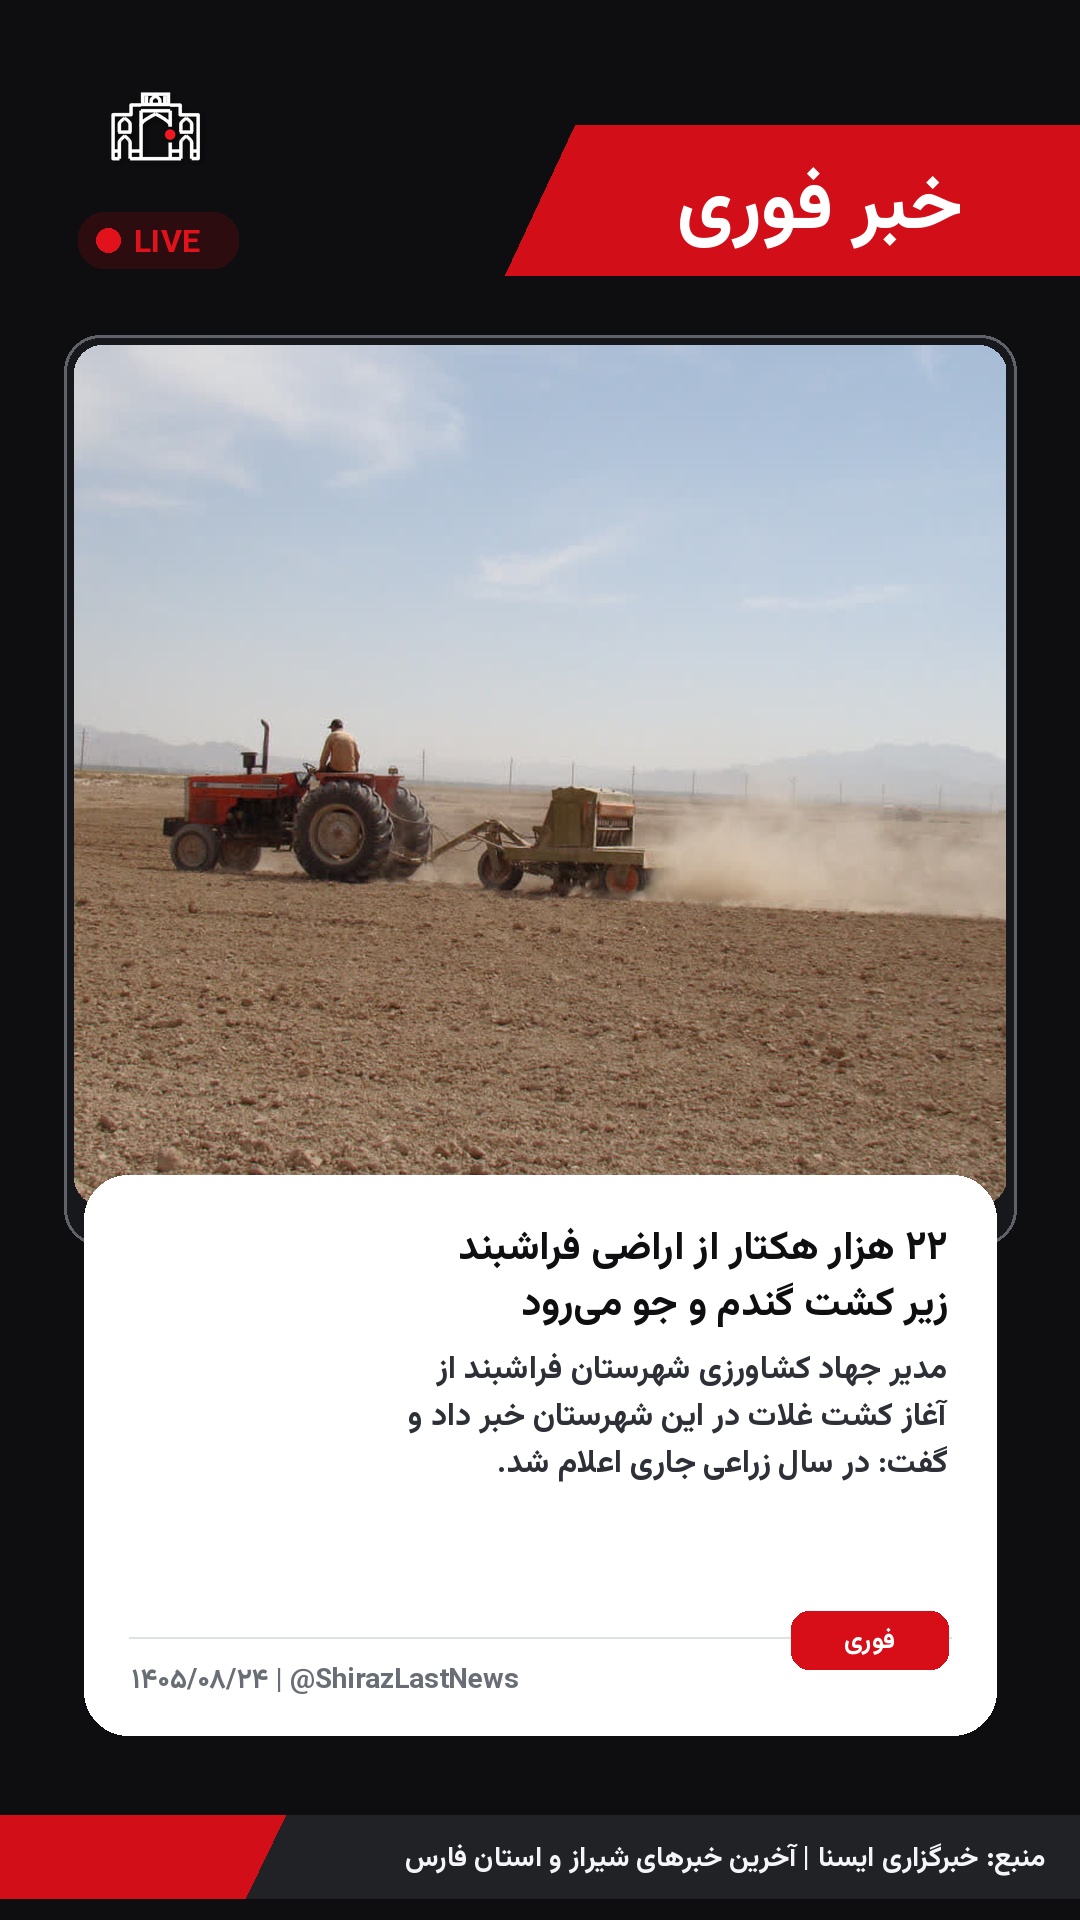 خبر فوری
LIVE
۲۲ هزار هکتار از اراضی فراشبند
زیر کشت گندم و جو می‌رود
مدیر جهاد کشاورزی شهرستان فراشبند از
آغاز کشت غلات در این شهرستان خبر داد و
گفت: در سال زراعی جاری اعلام شد.
فوری
۱۴۰۵/۰۸/۲۴ | @ShirazLastNews
منبع: خبرگزاری ایسنا | آخرین خبرهای شیراز و استان فارس